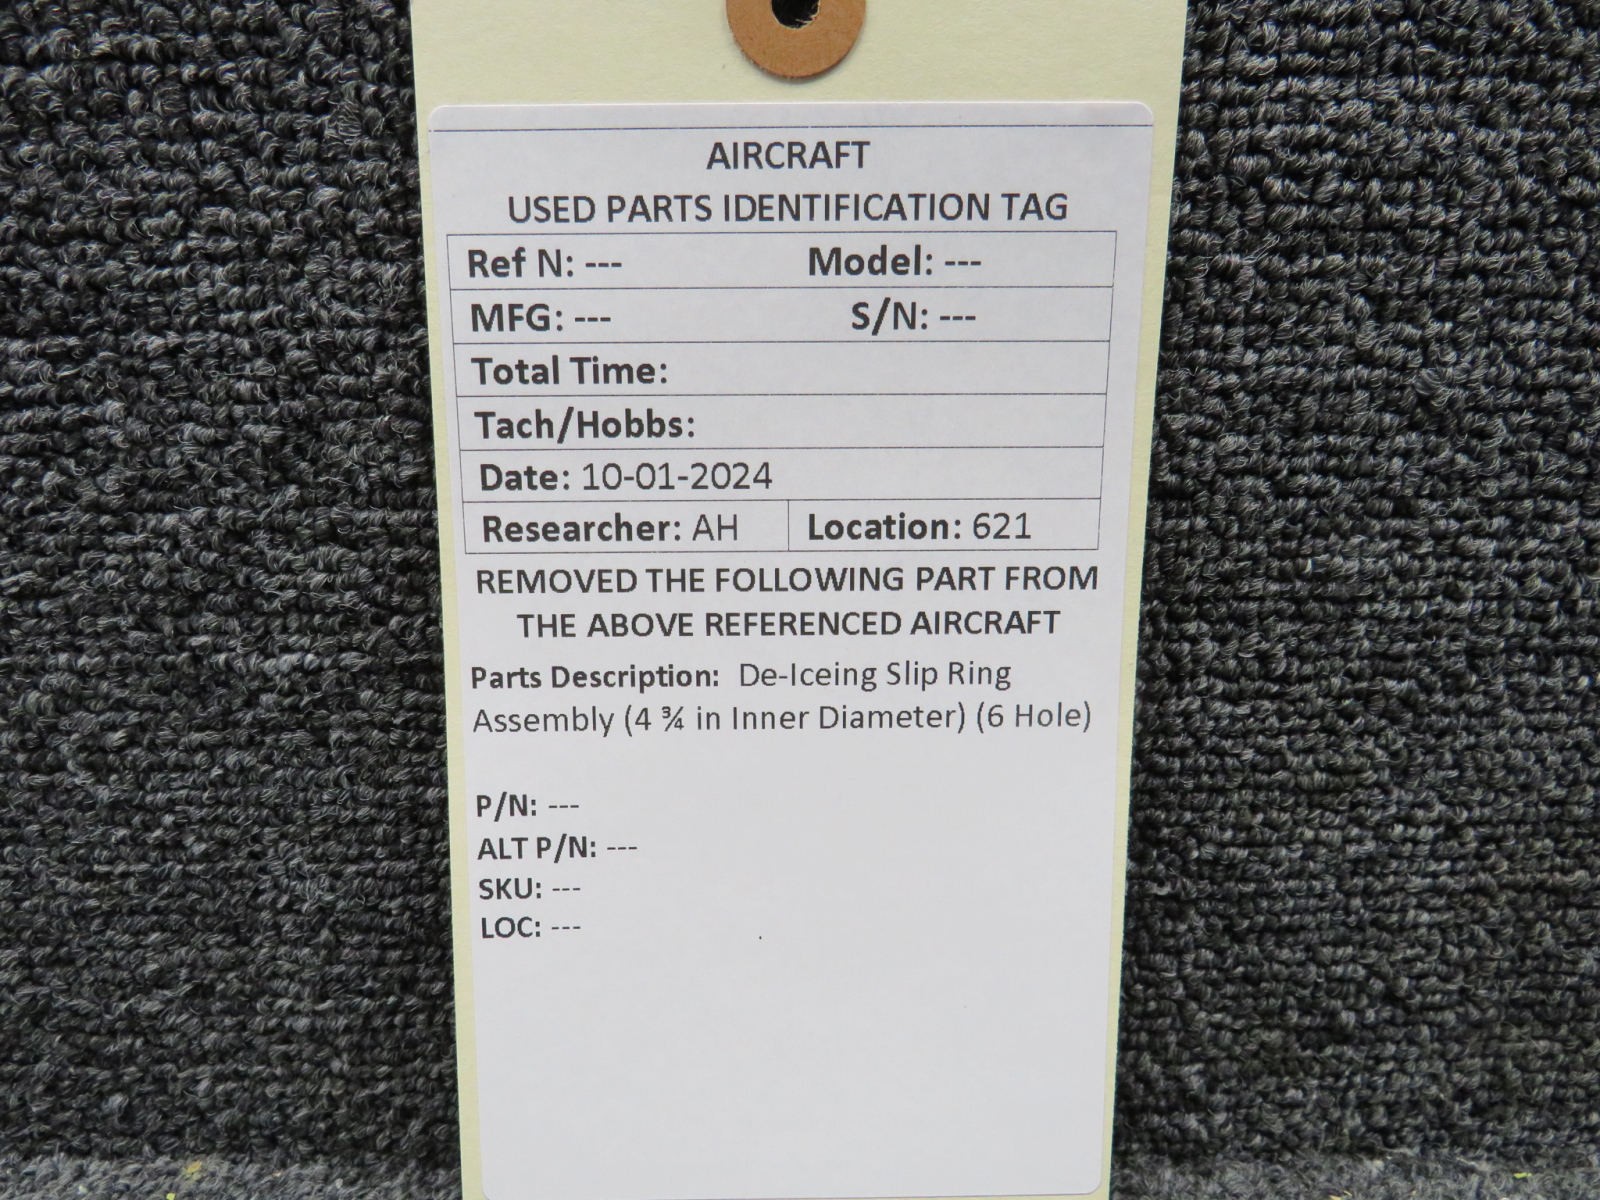 AIRCRAFT
USED PARTS IDENTIFICATION TAG
Ref N: --- Model: ---
MFG: --- S/N: ---
Total Time:
Tach/Hobbs:
Date: 10-01-2024
Researcher: AH Location: 621
REMOVED THE FOLLOWING PART FROM
THE ABOVE REFERENCED AIRCRAFT
Parts Description: De-Iceing Slip Ring
Assembly (4 ¾ in Inner Diameter) (6 Hole)
P/N: ---
ALT P/N: ---
SKU: ---
LOC: ---